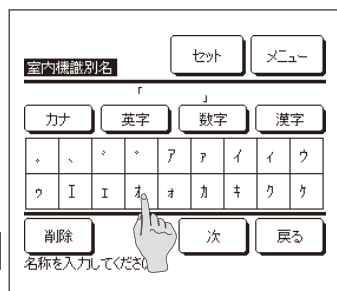 セット メニュー
室内機識別名
「 」
カナ 英字 数字 漢字
。 、 ゛ ゜ ア ァ イ ィ ウ
ゥ エ ェ オ ォ カ キ ク ケ
削除 次 戻る
名称を入力してください